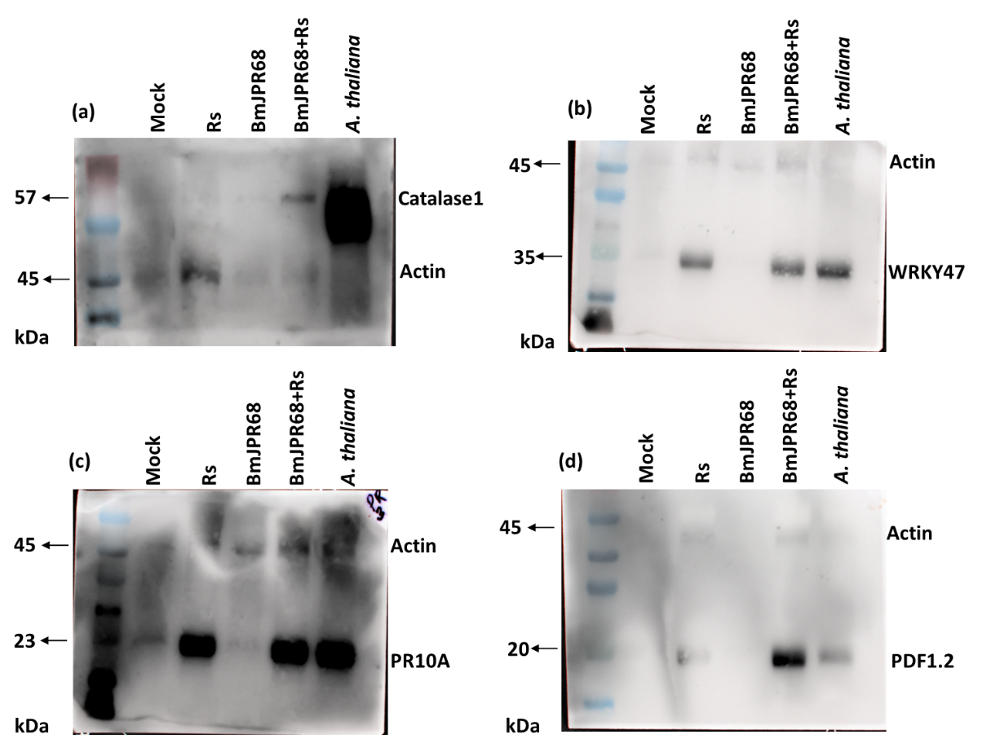 (a)
Mock
Rs
BmJPR68
BmJPR68+Rs
A. thaliana
57
Catalase1
45
Actin
kDa
(b)
Mock
Rs
BmJPR68
BmJPR68+Rs
A. thaliana
45
Actin
35
WRKY47
kDa
(c)
Mock
Rs
BmJPR68
BmJPR68+Rs
A. thaliana
45
Actin
23
PR10A
kDa
(d)
Mock
Rs
BmJPR68
BmJPR68+Rs
A. thaliana
45
Actin
20
PDF1.2
kDa